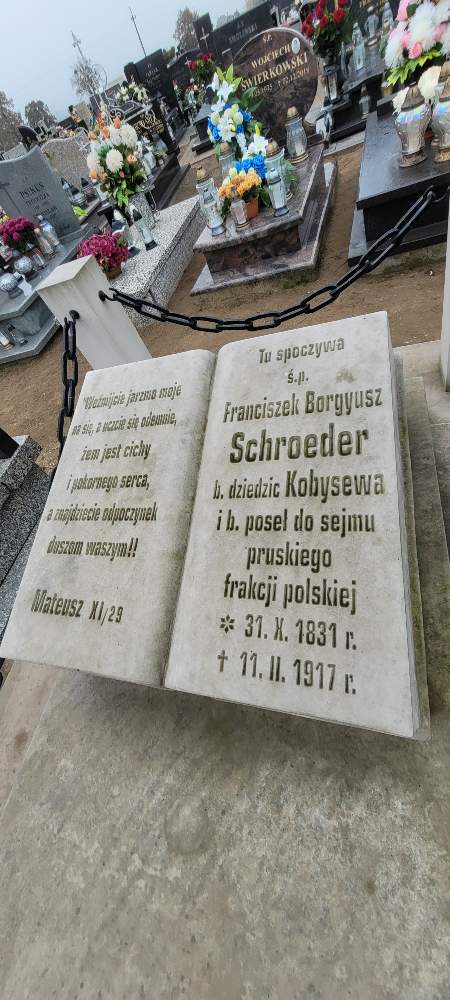 "Weźmijcie jarzmo moje
na się, a uczcie się odemnie,
żem jest cichy
i pokornego serca,
a znajdziecie odpoczynek
duszom waszym!!
Mateusz XI/29
Tu spoczywa
ś.p.
Franciszek Borgyusz
Schroeder
b. dziedzic Kobysewa
i b. poseł do sejmu
pruskiego
frakcji polskiej
* 31. X. 1831 r.
+ 11. II. 1917 r.
Ś.P.
WOJCIECH
ŚWIERKOWSKI